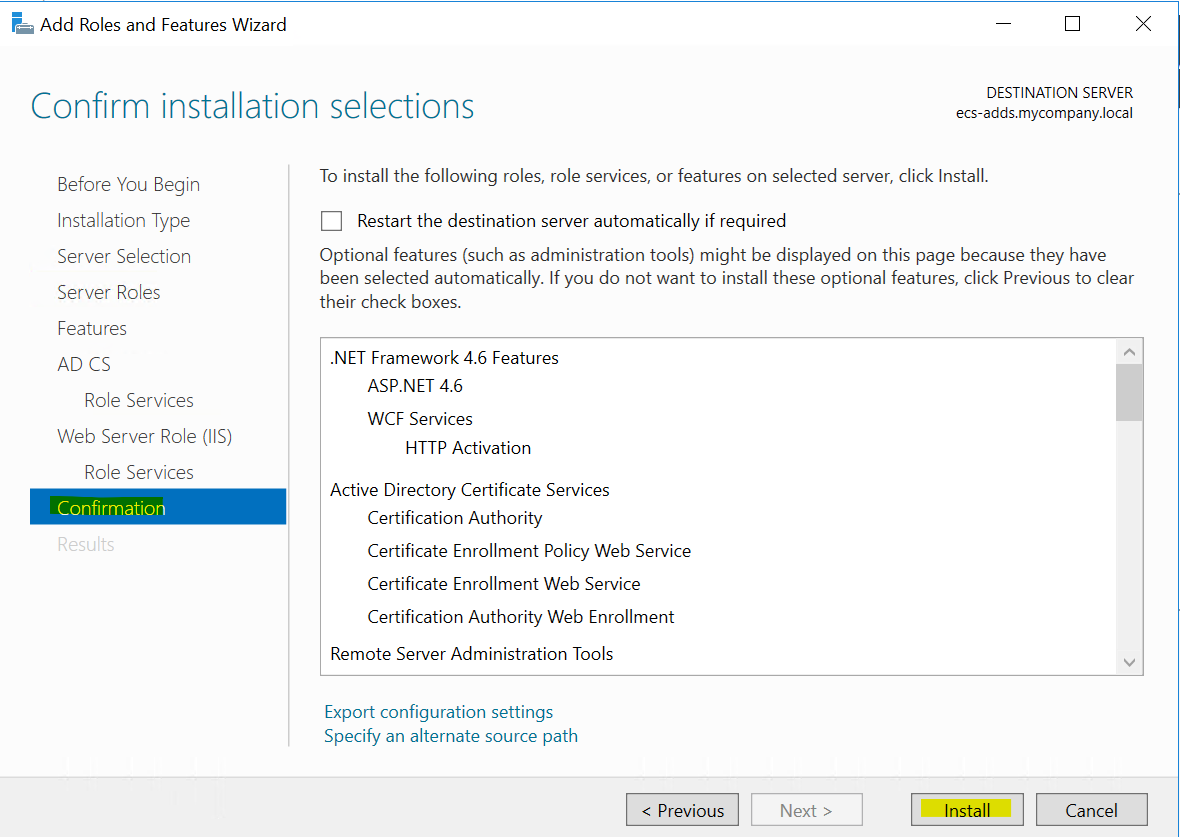 Add Roles and Features Wizard
Confirm installation selections
DESTINATION SERVER
ecs-adds.mycompany.local
Before You Begin
Installation Type
Server Selection
Server Roles
Features
AD CS
Role Services
Web Server Role (IIS)
Role Services
Confirmation
Results
To install the following roles, role services, or features on selected server, click Install.
Restart the destination server automatically if required
Optional features (such as administration tools) might be displayed on this page because they have
been selected automatically. If you do not want to install these optional features, click Previous to clear
their check boxes.
.NET Framework 4.6 Features
ASP.NET 4.6
WCF Services
HTTP Activation
Active Directory Certificate Services
Certification Authority
Certificate Enrollment Policy Web Service
Certificate Enrollment Web Service
Certification Authority Web Enrollment
Remote Server Administration Tools
Export configuration settings
Specify an alternate source path
< Previous
Next >
Install
Cancel